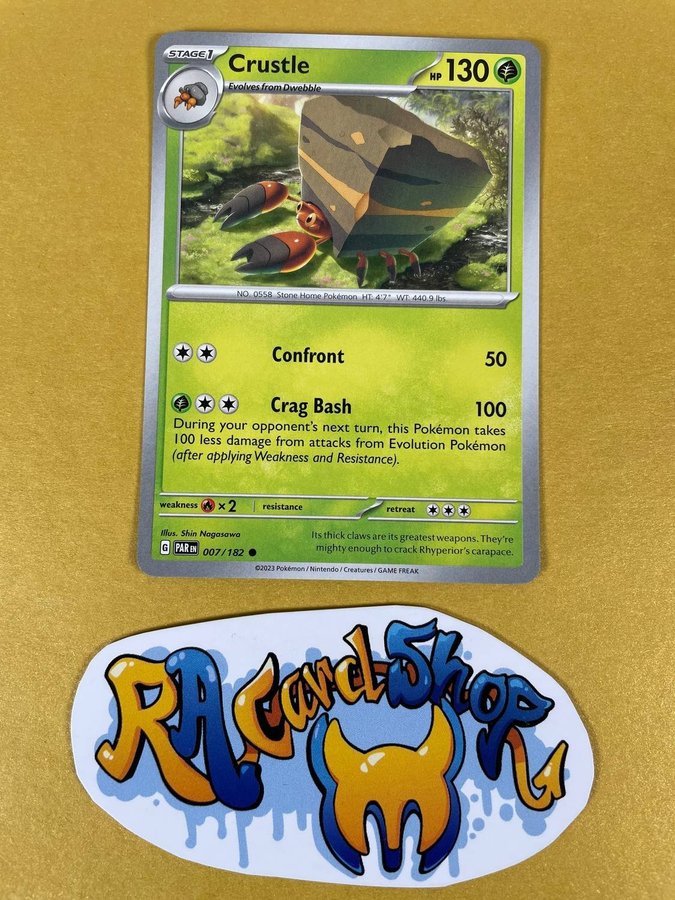 STAGE 1
Crustle
HP 130
Evolves from Dwebble
NO. 0558 Stone Home Pokémon HT: 4'7" WT: 440.9 lbs.
Confront 50
Crag Bash 100
During your opponent's next turn, this Pokémon takes
100 less damage from attacks from Evolution Pokémon
(after applying Weakness and Resistance).
weakness ×2 resistance retreat
Illus. Shin Nagasawa
G PAR EN 007/182
Its thick claws are its greatest weapons. They're
mighty enough to crack Rhyperior's carapace.
©2023 Pokémon / Nintendo / Creatures / GAME FREAK
RA Card Shop